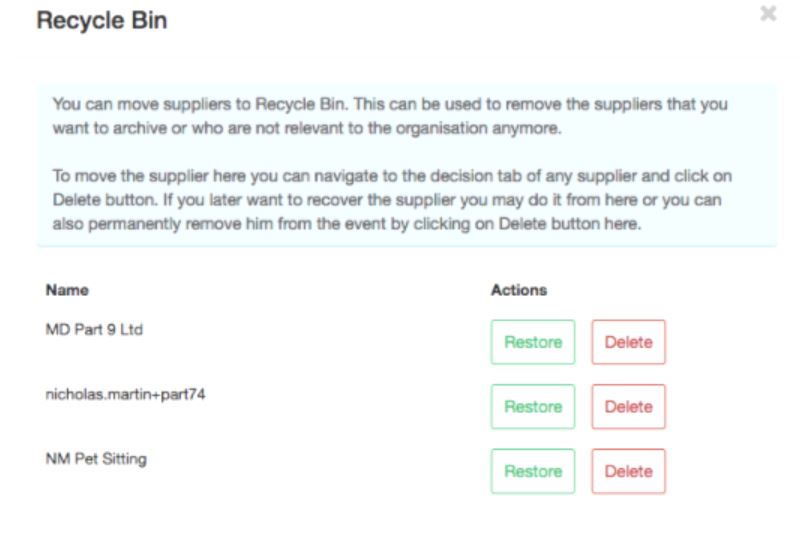 Recycle Bin
You can move suppliers to Recycle Bin. This can be used to remove the suppliers that you
want to archive or who are not relevant to the organisation anymore.
To move the supplier here you can navigate to the decision tab of any supplier and click on
Delete button. If you later want to recover the supplier you may do it from here or you can
also permanently remove him from the event by clicking on Delete button here.
Name Actions
MD Part 9 Ltd Restore Delete
nicholas.martin+part74 Restore Delete
NM Pet Sitting Restore Delete